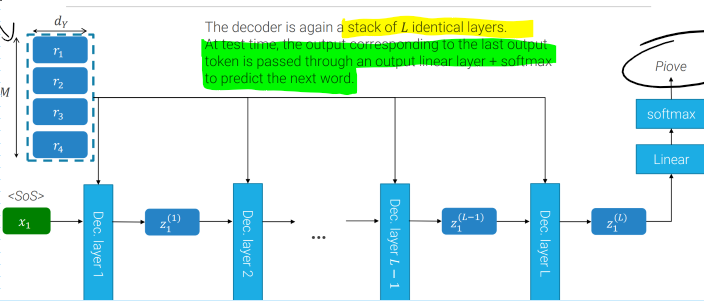 d_Y
The decoder is again a stack of L identical layers.
At test time, the output corresponding to the last output
token is passed through an output linear layer + softmax
to predict the next word.
M
r_1
r_2
r_3
r_4
Piove
softmax
Linear
<SoS>
x_1
Dec. layer 1
z_1^{(1)}
Dec. layer 2
...
Dec. layer L − 1
z_1^{(L-1)}
Dec. layer L
z_1^{(L)}